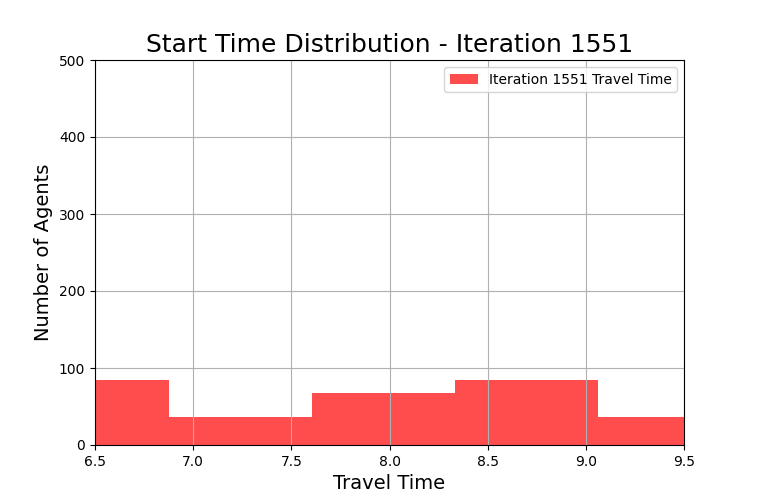 Start Time Distribution - Iteration 1551
Iteration 1551 Travel Time
Number of Agents
500
400
300
200
100
0
6.5 7.0 7.5 8.0 8.5 9.0 9.5
Travel Time